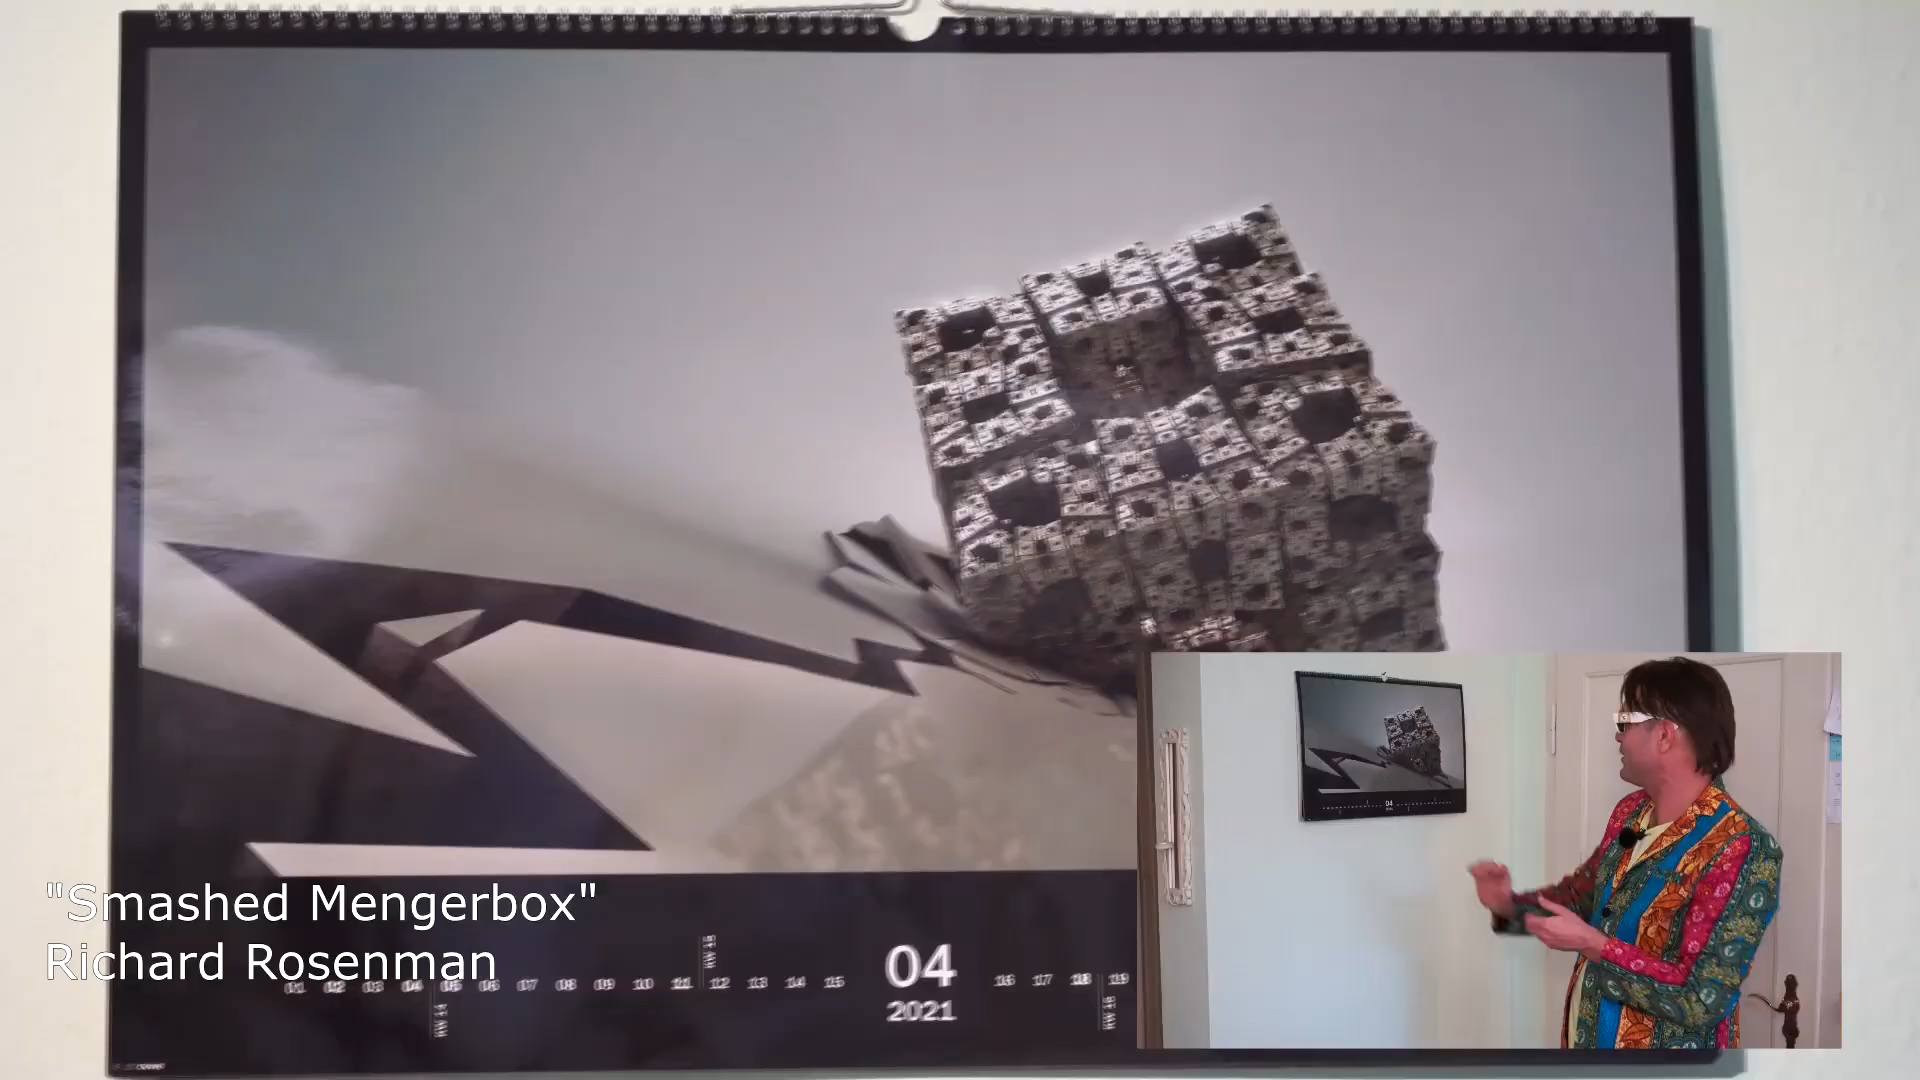 "Smashed Mengerbox"
Richard Rosenman
01 02 03 04 05 06 07 08 09 10 11 12 13 14 15 04 16 17 18 19
2021
KW 14
KW 15
KW 16